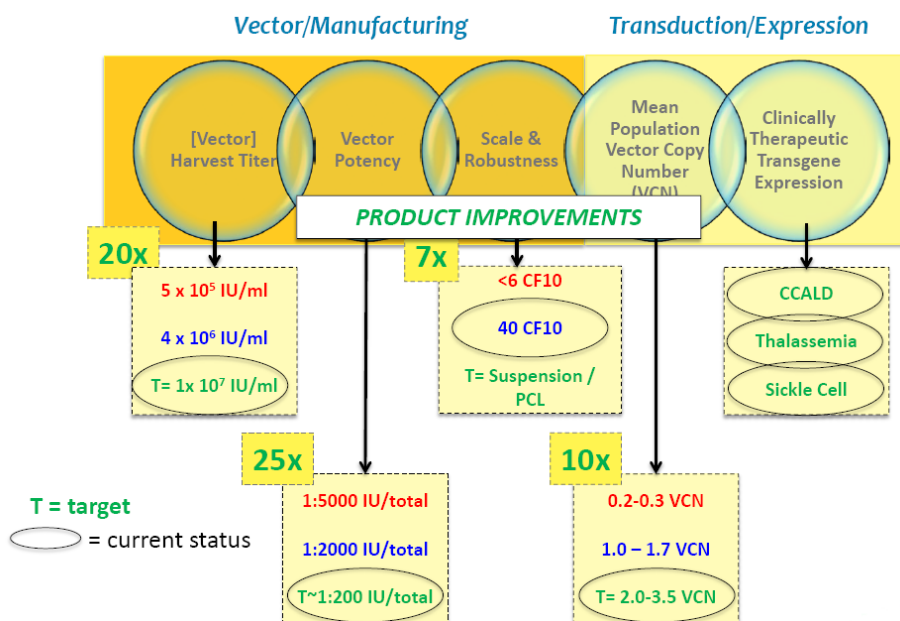 Vector/Manufacturing
Transduction/Expression
[Vector]
Harvest Titer
Vector
Potency
Scale &
Robustness
Mean
Population
Vector Copy
Number
(VCN)
Clinically
Therapeutic
Transgene
Expression
PRODUCT IMPROVEMENTS
20x
5 x 10⁵ IU/ml
4 x 10⁶ IU/ml
T= 1x 10⁷ IU/ml
7x
<6 CF10
40 CF10
T= Suspension /
PCL
CCALD
Thalassemia
Sickle Cell
25x
1:5000 IU/total
1:2000 IU/total
T~1:200 IU/total
10x
0.2-0.3 VCN
1.0 – 1.7 VCN
T= 2.0-3.5 VCN
T = target
= current status